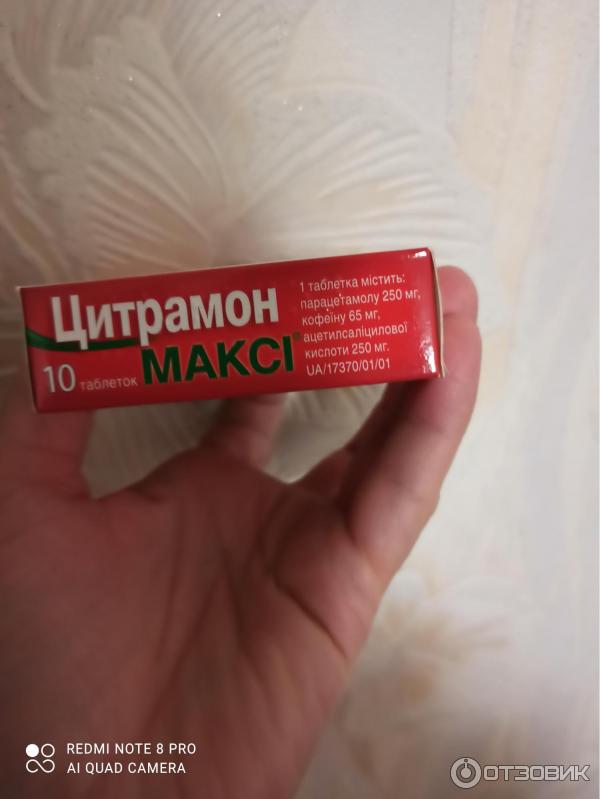 Цитрамон
МАКСІ®
10 таблеток
1 таблетка містить:
парацетамолу 250 мг,
кофеїну 65 мг,
ацетилсаліцилової
кислоти 250 мг.
UA/17370/01/01
REDMI NOTE 8 PRO
AI QUAD CAMERA
ОТЗОВИК